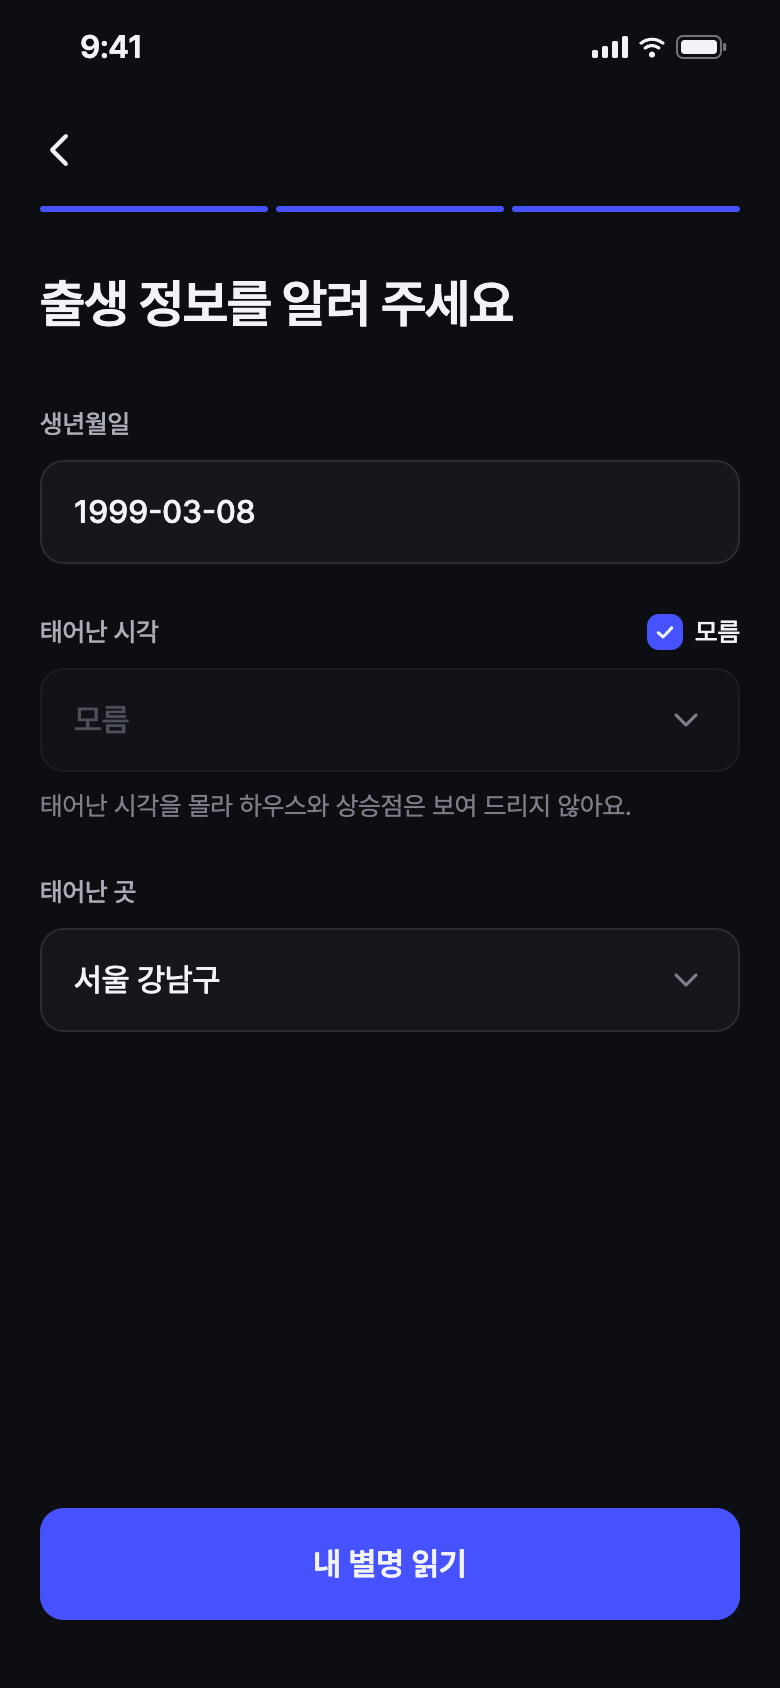 9:41
출생 정보를 알려 주세요
생년월일
1999-03-08
태어난 시각
모름
모름
태어난 시각을 몰라 하우스와 상승점은 보여 드리지 않아요.
태어난 곳
서울 강남구
내 별명 읽기